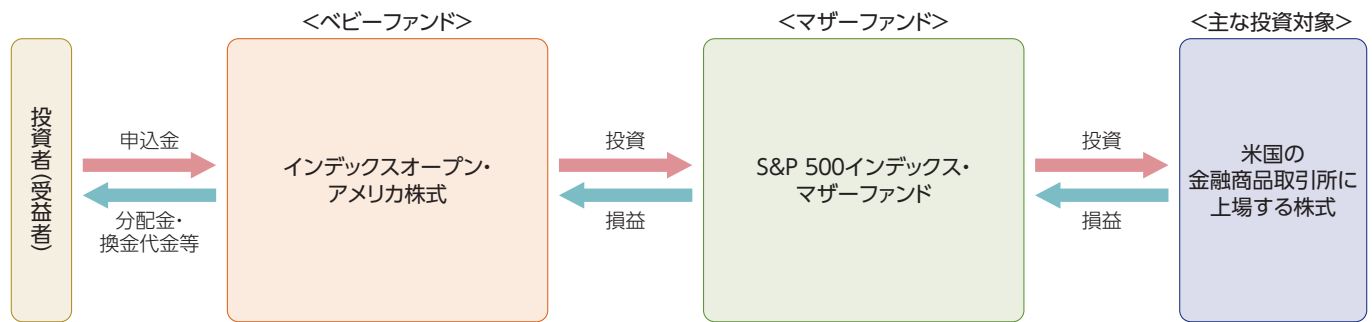 <ベビーファンド>
<マザーファンド>
<主な投資対象>
投資者(受益者)
申込金
分配金・
換金代金等
インデックスオープン・
アメリカ株式
投資
損益
S&P 500インデックス・
マザーファンド
投資
損益
米国の
金融商品取引所に
上場する株式